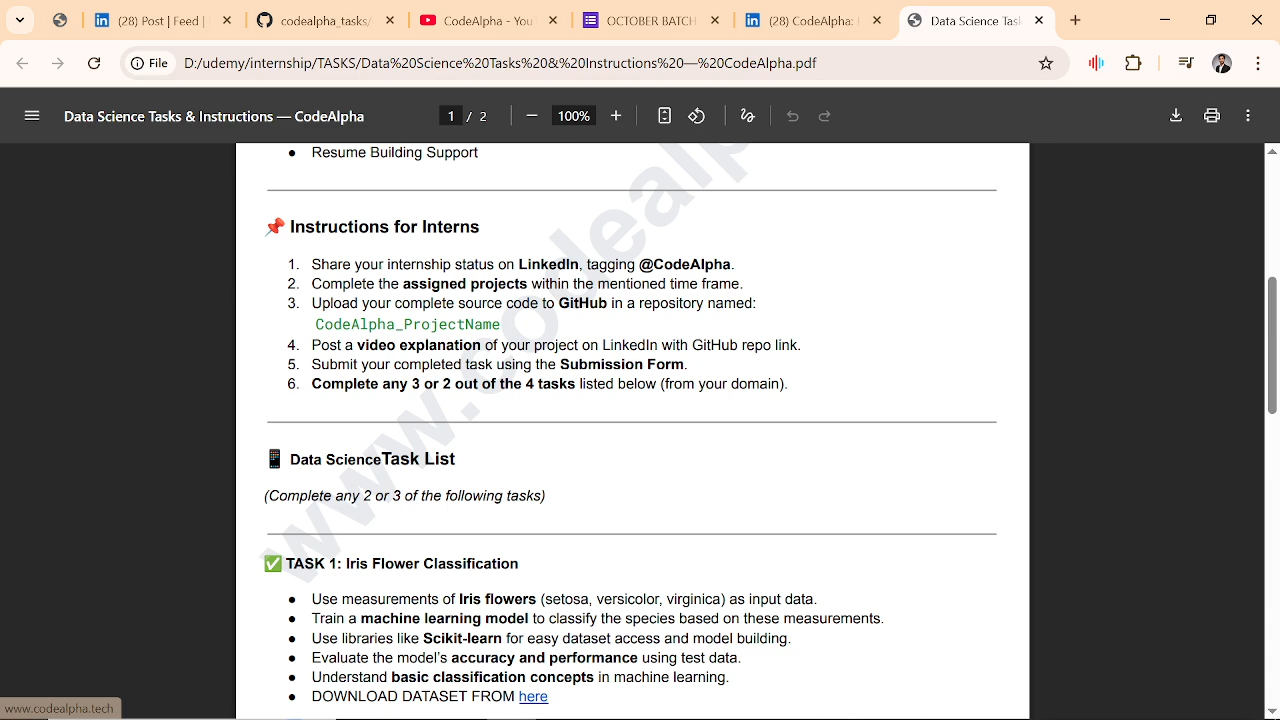 (28) Post | Feed |
codealpha_tasks/
CodeAlpha - You
OCTOBER BATCH
(28) CodeAlpha:
Data Science Task
File
D:/udemy/internship/TASKS/Data%20Science%20Tasks%20&%20Instructions%20—%20CodeAlpha.pdf
Data Science Tasks & Instructions — CodeAlpha
1 / 2
100%
● Resume Building Support
📌 Instructions for Interns
1. Share your internship status on LinkedIn, tagging @CodeAlpha.
2. Complete the assigned projects within the mentioned time frame.
3. Upload your complete source code to GitHub in a repository named:
CodeAlpha_ProjectName
4. Post a video explanation of your project on LinkedIn with GitHub repo link.
5. Submit your completed task using the Submission Form.
6. Complete any 3 or 2 out of the 4 tasks listed below (from your domain).
📱 Data ScienceTask List
(Complete any 2 or 3 of the following tasks)
✅ TASK 1: Iris Flower Classification
● Use measurements of Iris flowers (setosa, versicolor, virginica) as input data.
● Train a machine learning model to classify the species based on these measurements.
● Use libraries like Scikit-learn for easy dataset access and model building.
● Evaluate the model's accuracy and performance using test data.
● Understand basic classification concepts in machine learning.
● DOWNLOAD DATASET FROM here
www.codealp
www.codealpha.tech